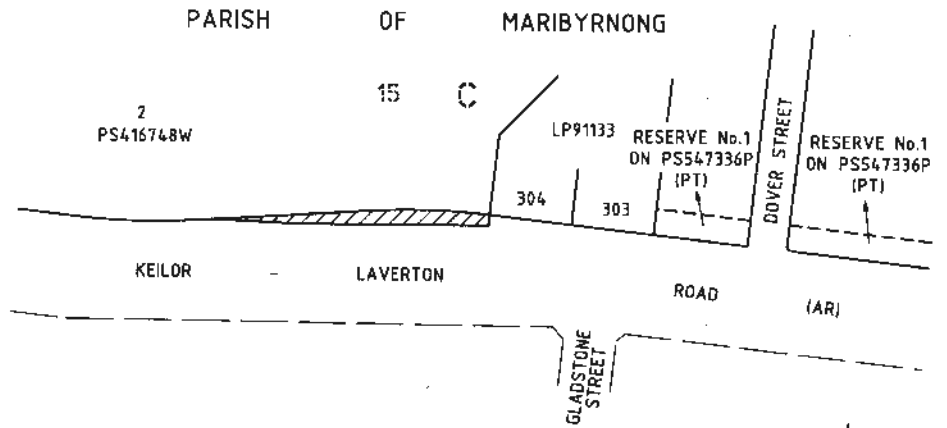 PARISH OF MARIBYRNONG
15 C
2
PS416748W
LP91133
RESERVE No.1
ON PS547336P
(PT)
DOVER STREET
RESERVE No.1
ON PS547336P
(PT)
304
303
KEILOR - LAVERTON ROAD (AR)
GLADSTONE
STREET